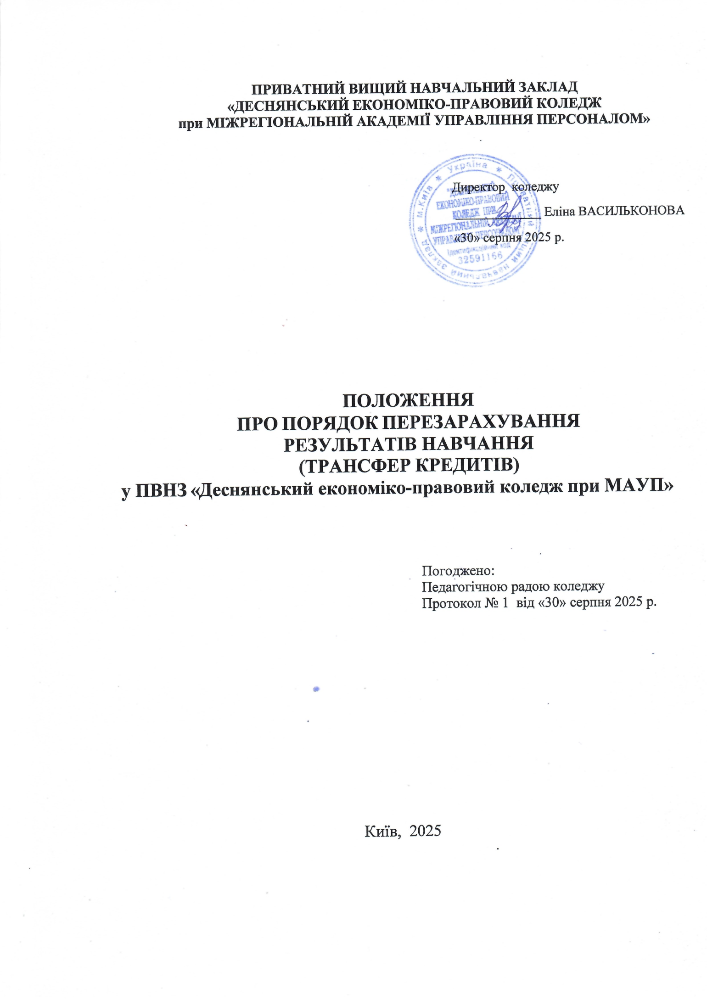 ПРИВАТНИЙ ВИЩИЙ НАВЧАЛЬНИЙ ЗАКЛАД
«ДЕСНЯНСЬКИЙ ЕКОНОМІКО-ПРАВОВИЙ КОЛЕДЖ
при МІЖРЕГІОНАЛЬНІЙ АКАДЕМІЇ УПРАВЛІННЯ ПЕРСОНАЛОМ»
Директор коледжу
Еліна ВАСИЛЬКОНОВА
«30» серпня 2025 р.
м.Київ * Україна * Приватний вищий навчальний заклад *
"ДЕСНЯНСЬКИЙ
ЕКОНОМІКО-ПРАВОВИЙ
КОЛЕДЖ ПРИ
МІЖРЕГІОНАЛЬНІЙ АКАДЕМІЇ
УПРАВЛІННЯ ПЕРСОНАЛОМ"
Ідентифікаційний код
32591166
ПОЛОЖЕННЯ
ПРО ПОРЯДОК ПЕРЕЗАРАХУВАННЯ
РЕЗУЛЬТАТІВ НАВЧАННЯ
(ТРАНСФЕР КРЕДИТІВ)
у ПВНЗ «Деснянський економіко-правовий коледж при МАУП»
Погоджено:
Педагогічною радою коледжу
Протокол № 1 від «30» серпня 2025 р.
Київ, 2025